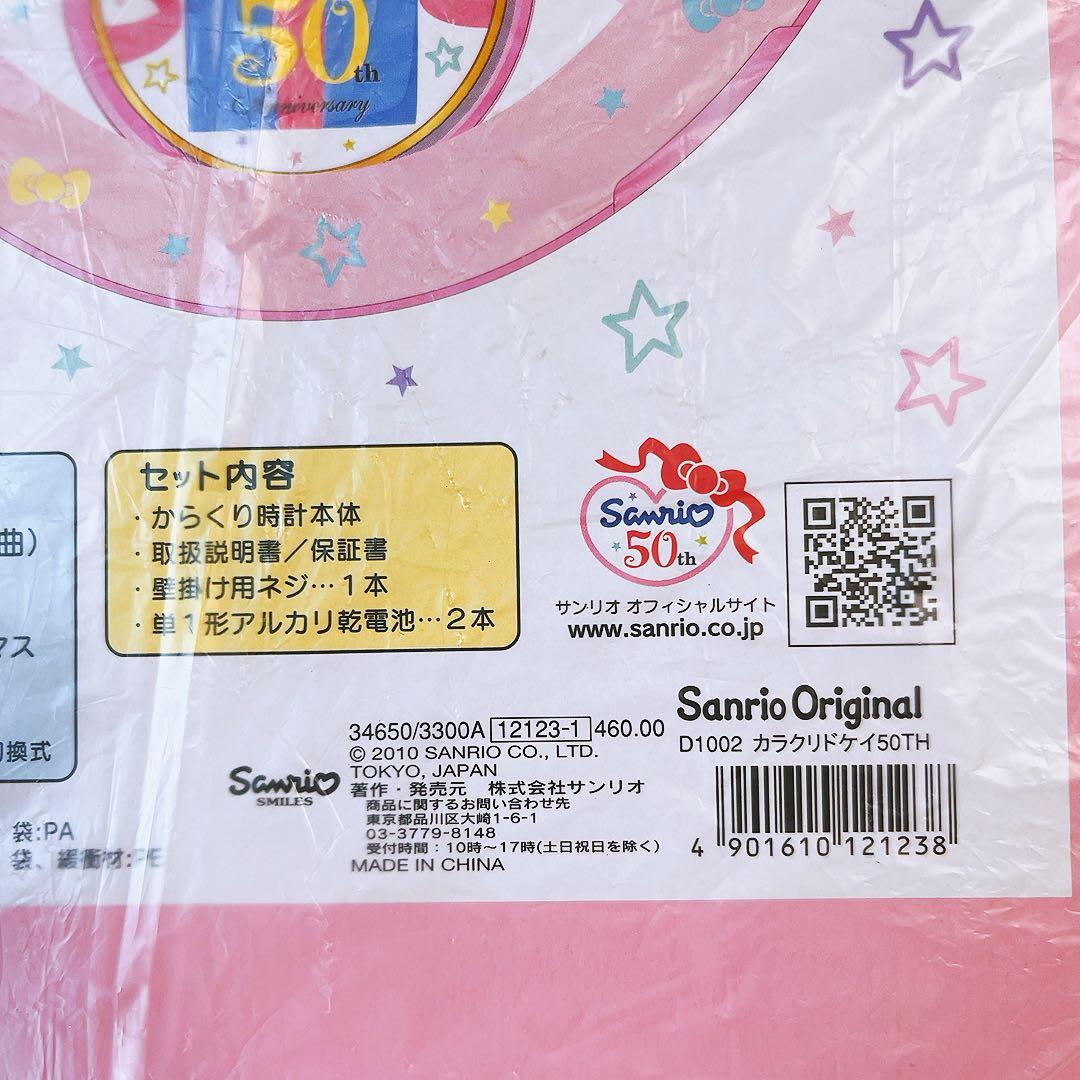 50th
Anniversary
曲)
マス
切換式
セット内容
・からくり時計本体
・取扱説明書/保証書
・壁掛け用ネジ…1本
・単1形アルカリ乾電池…2本
Sanrio
50th
サンリオ オフィシャルサイト
www.sanrio.co.jp
Sanrio Original
D1002 カラクリドケイ50TH
4 901610 121238
34650/3300A 12123-1 460.00
© 2010 SANRIO CO., LTD.
TOKYO, JAPAN
著作・発売元 株式会社サンリオ
商品に関するお問い合わせ先
東京都品川区大崎1-6-1
03-3779-8148
受付時間:10時〜17時(土日祝日を除く)
MADE IN CHINA
Sanrio
SMILES
袋:PA
袋、緩衝材:PE